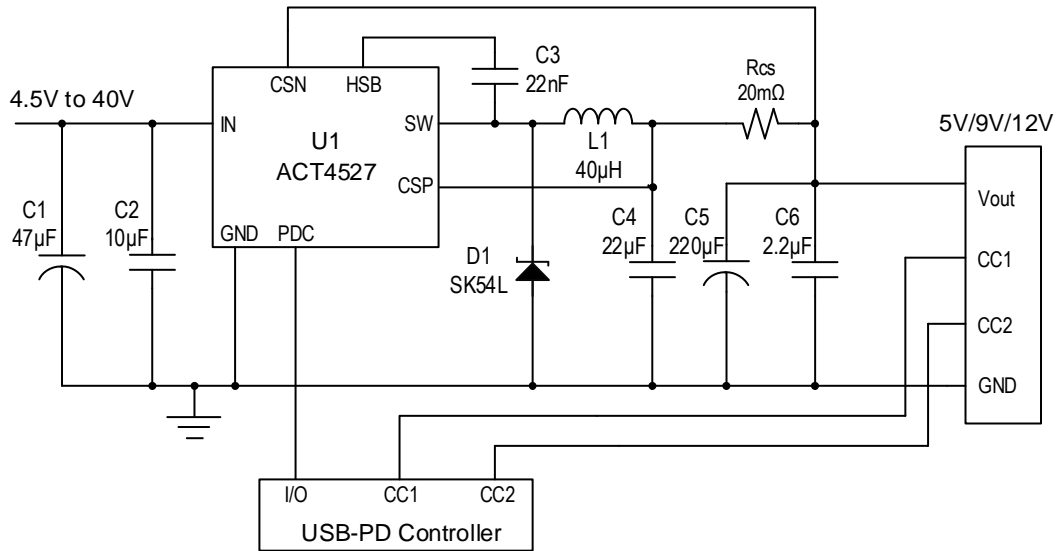 4.5V to 40V
CSN
HSB
C3
22nF
Rcs
20mΩ
5V/9V/12V
IN
U1
ACT4527
SW
L1
40µH
CSP
C1
47µF
C2
10µF
GND
PDC
D1
SK54L
C4
22µF
C5
220µF
C6
2.2µF
Vout
CC1
CC2
GND
I/O
CC1
CC2
USB-PD Controller